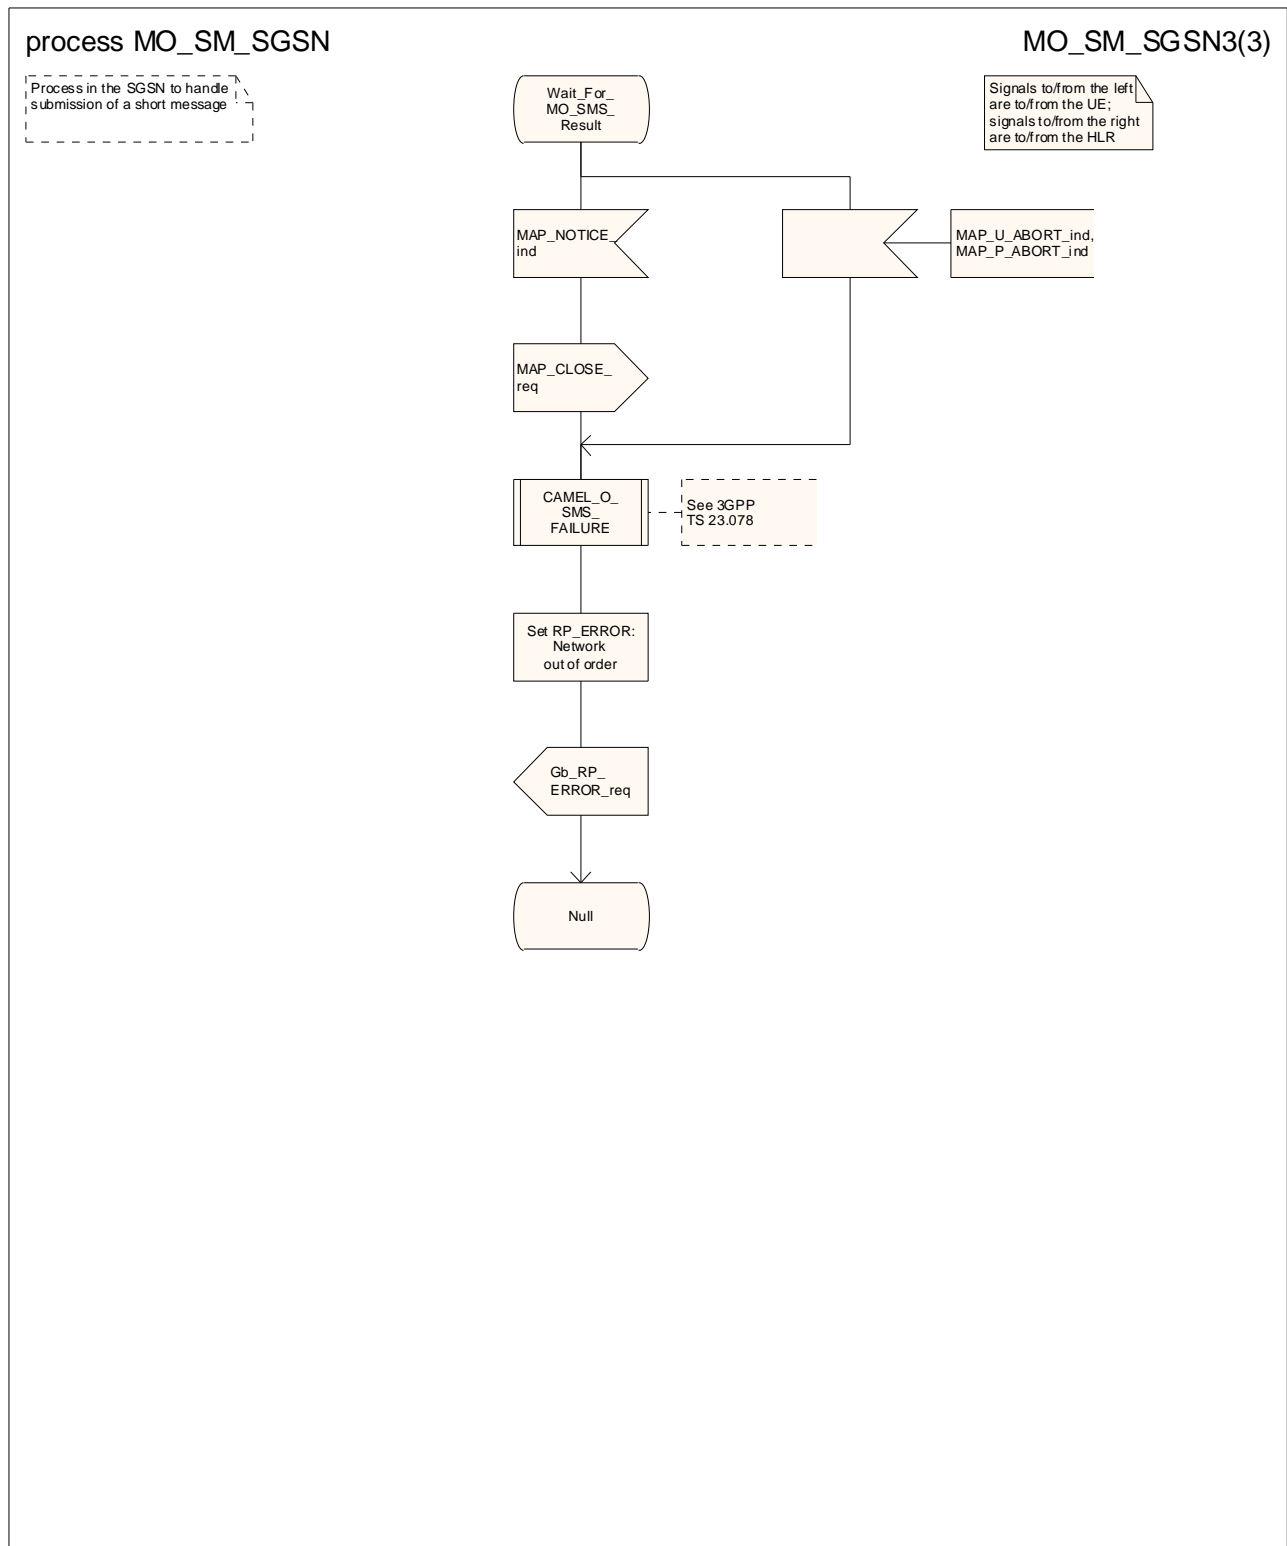 process MO_SM_SGSN
MO_SM_SGSN3(3)
Process in the SGSN to handle
submission of a short message
Wait_For_
MO_SMS_
Result
Signals to/from the left
are to/from the UE;
signals to/from the right
are to/from the HLR
MAP_NOTICE_
ind
MAP_U_ABORT_ind,
MAP_P_ABORT_ind
MAP_CLOSE_
req
CAMEL_O_
SMS_
FAILURE
See 3GPP
TS 23.078
Set RP_ERROR:
Network
out of order
Gb_RP_
ERROR_req
Null